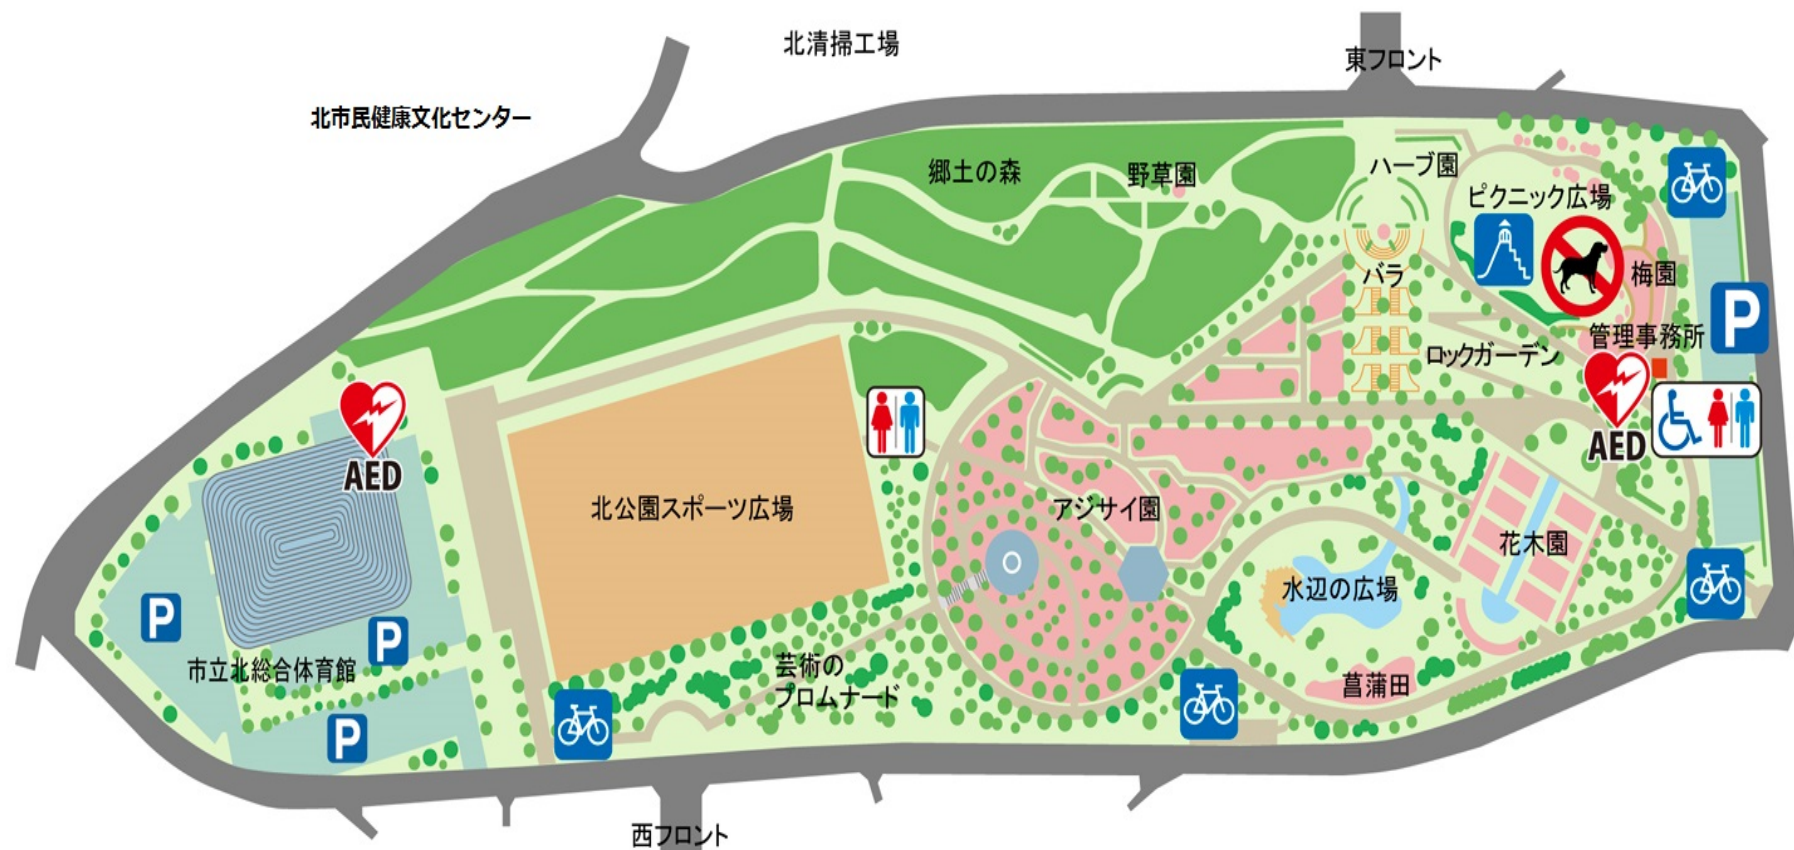 北清掃工場
東フロント
北市民健康文化センター
郷土の森
野草園
ハーブ園
ピクニック広場
バラ
梅園
P
管理事務所
ロックガーデン
AED
AED
北公園スポーツ広場
アジサイ園
花木園
水辺の広場
P
P
市立北総合体育館
芸術の
プロムナード
菖蒲田
P
西フロント